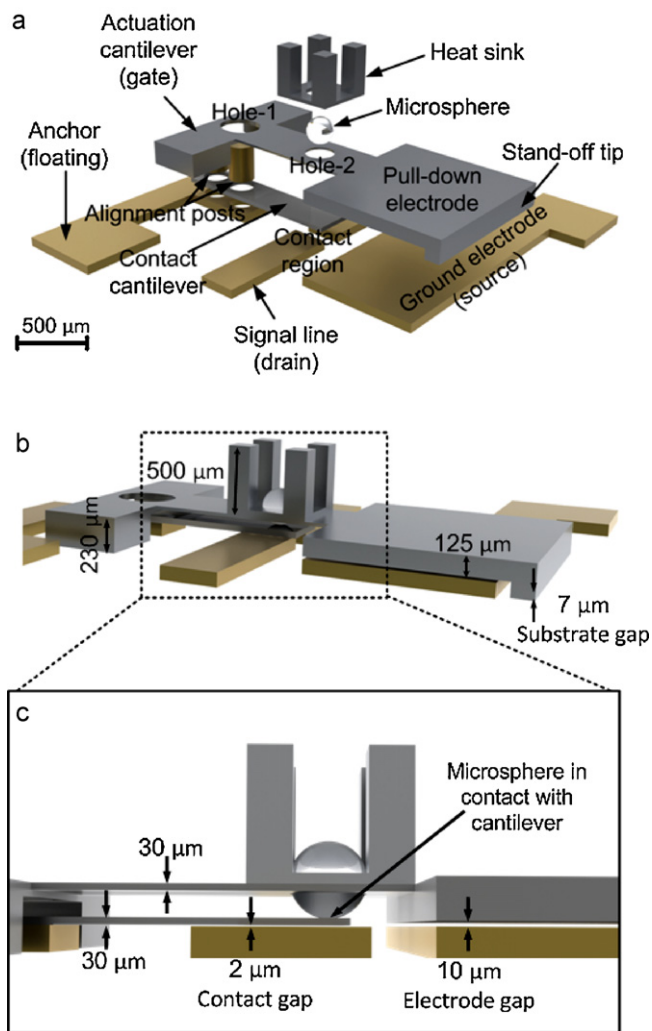 a
Actuation
cantilever
(gate)
Heat sink
Hole-1
Microsphere
Anchor
(floating)
Hole-2
Stand-off tip
Pull-down
electrode
Alignment posts
Contact
cantilever
Contact
region
Ground electrode
(source)
500 µm
Signal line
(drain)
b
500 µm
230 µm
125 µm
7 µm
Substrate gap
c
Microsphere in
contact with
cantilever
30 µm
30 µm
2 µm
Contact gap
10 µm
Electrode gap